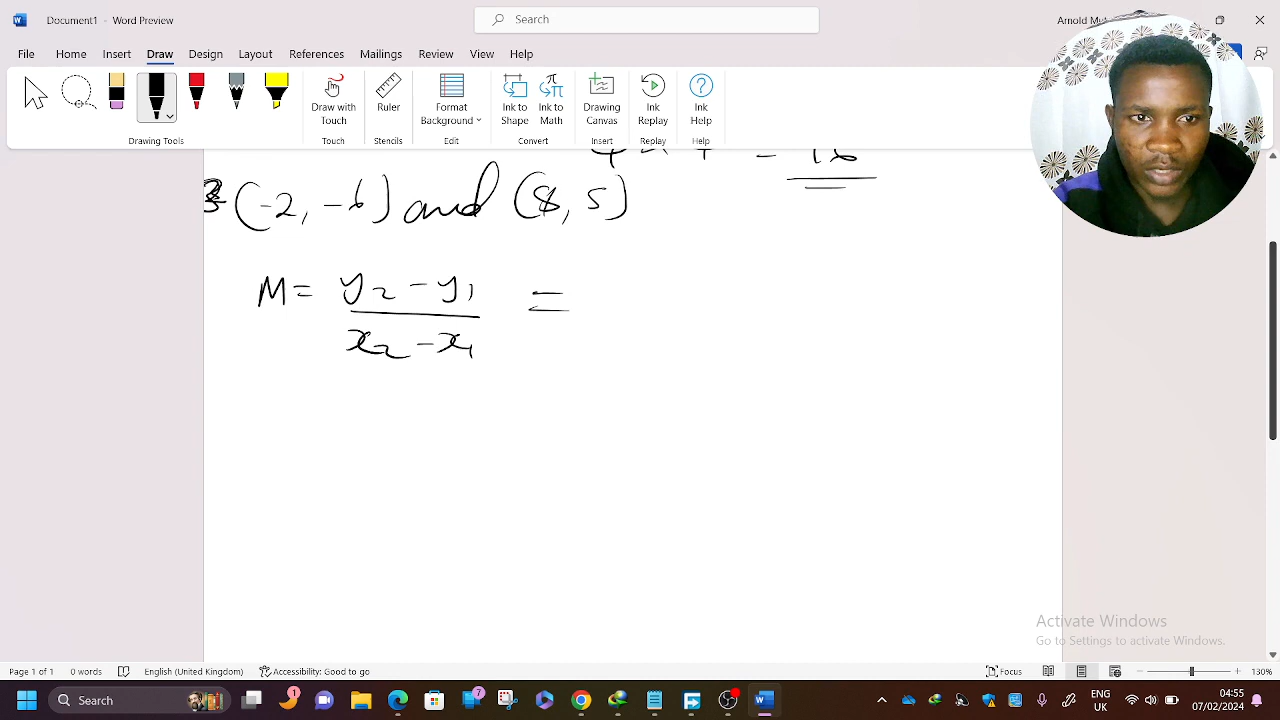 Document1 - Word Preview
Search
Arnold Mu
File Home Insert Draw Design Layout References Mailings Review View Help
Draw with Touch
Ruler
Format Background
Ink to Shape
Ink to Math
Drawing Canvas
Ink Replay
Ink Help
Drawing Tools
Touch
Stencils
Edit
Convert
Insert
Replay
Help
= 16
(-2, -6) and (8, 5)
M = y2 - y1 =
x2 - x1
Activate Windows
Go to Settings to activate Windows.
Page 1 of 1 0 words English (United Kingdom) Accessibility: Good to go Focus 130%
Search ENG 04:55
UK 07/02/2024